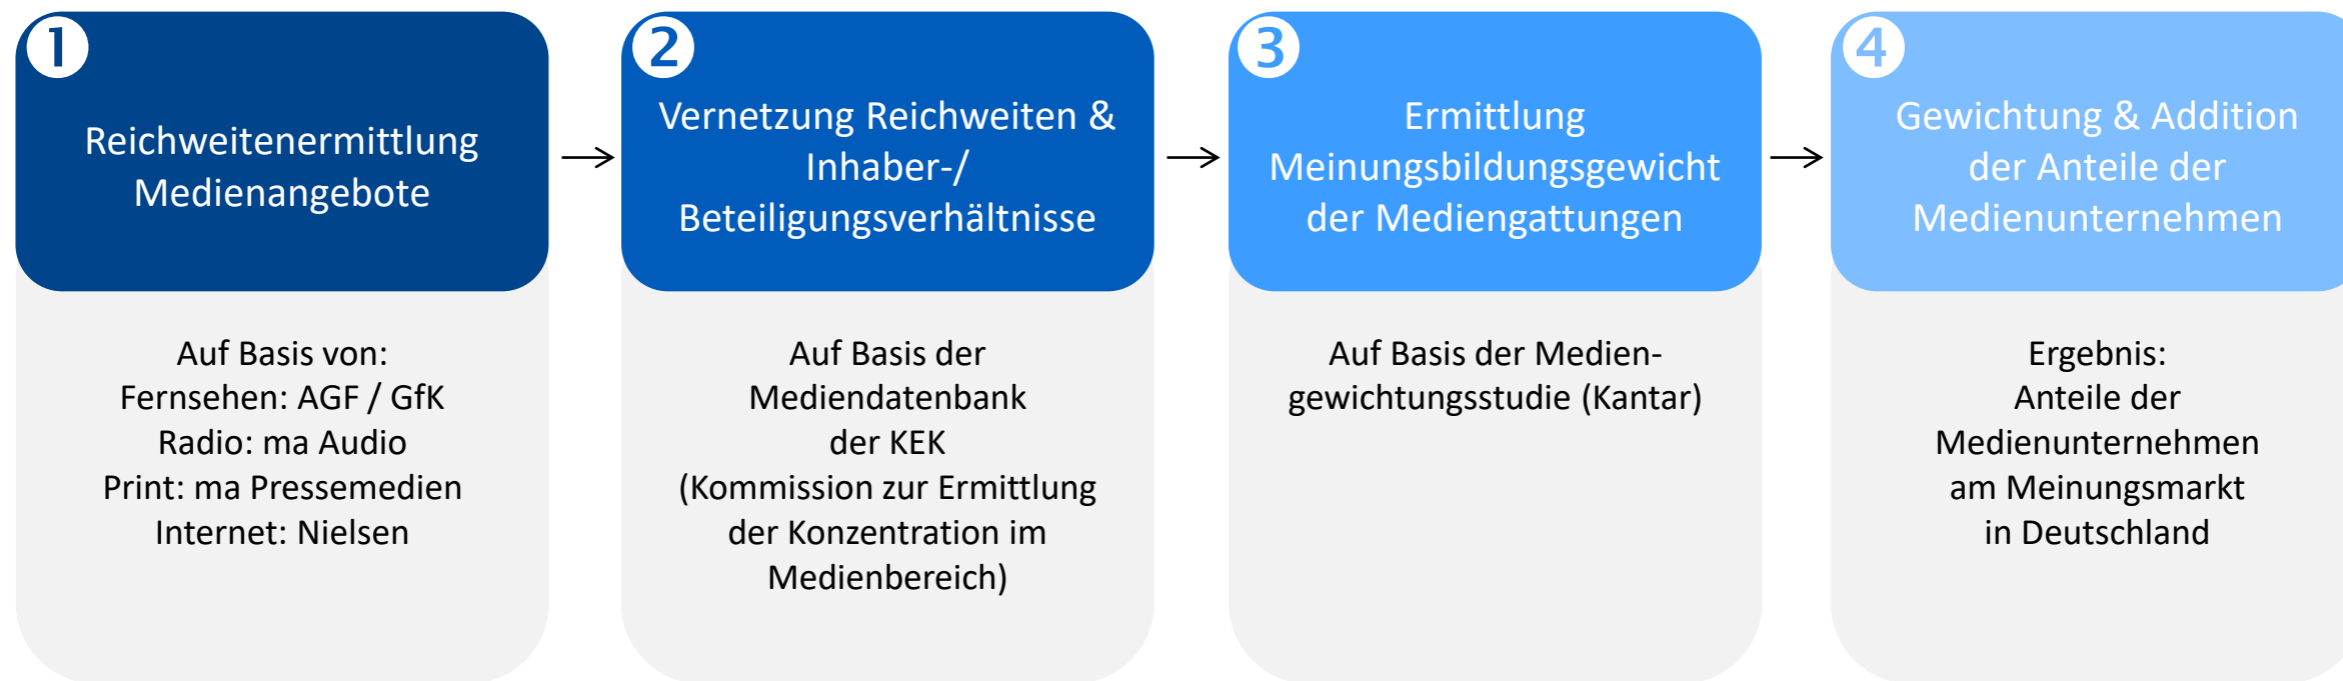 1
Reichweitenermittlung
Medienangebote
Auf Basis von:
Fernsehen: AGF / GfK
Radio: ma Audio
Print: ma Pressemedien
Internet: Nielsen
2
Vernetzung Reichweiten &
Inhaber-/
Beteiligungsverhältnisse
Auf Basis der
Mediendatenbank
der KEK
(Kommission zur Ermittlung
der Konzentration im
Medienbereich)
3
Ermittlung
Meinungsbildungsgewicht
der Mediengattungen
Auf Basis der Medien-
gewichtungsstudie (Kantar)
4
Gewichtung & Addition
der Anteile der
Medienunternehmen
Ergebnis:
Anteile der
Medienunternehmen
am Meinungsmarkt
in Deutschland